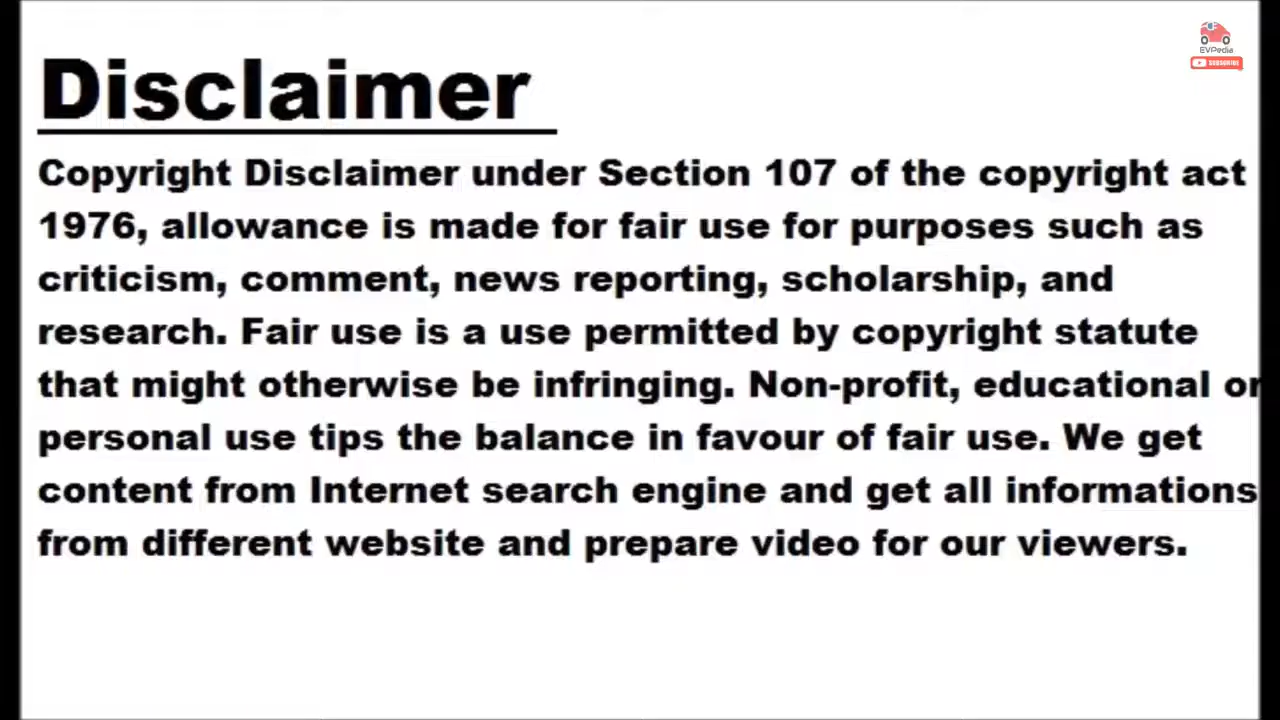 EVPedia
SUBSCRIBE
Disclaimer
Copyright Disclaimer under Section 107 of the copyright act
1976, allowance is made for fair use for purposes such as
criticism, comment, news reporting, scholarship, and
research. Fair use is a use permitted by copyright statute
that might otherwise be infringing. Non-profit, educational or
personal use tips the balance in favour of fair use. We get
content from Internet search engine and get all informations
from different website and prepare video for our viewers.